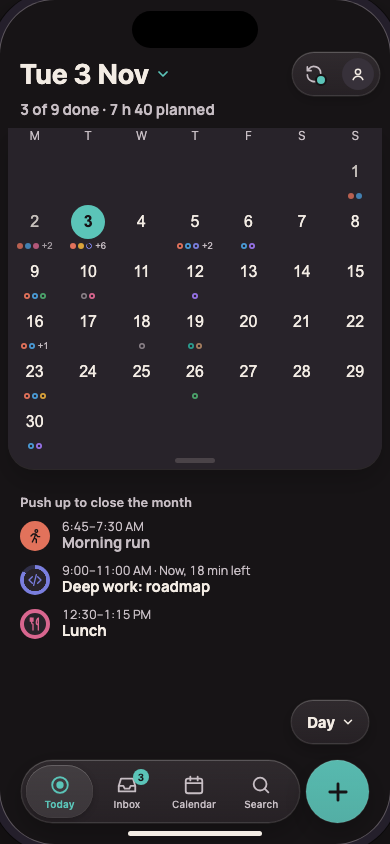 Tue 3 Nov
3 of 9 done · 7 h 40 planned
M T W T F S S
1
2 3 4 5 6 7 8
+2 +6 +2
9 10 11 12 13 14 15
16 17 18 19 20 21 22
+1
23 24 25 26 27 28 29
30
Push up to close the month
6:45–7:30 AM
Morning run
9:00–11:00 AM · Now, 18 min left
Deep work: roadmap
12:30–1:15 PM
Lunch
Day
3
Today Inbox Calendar Search